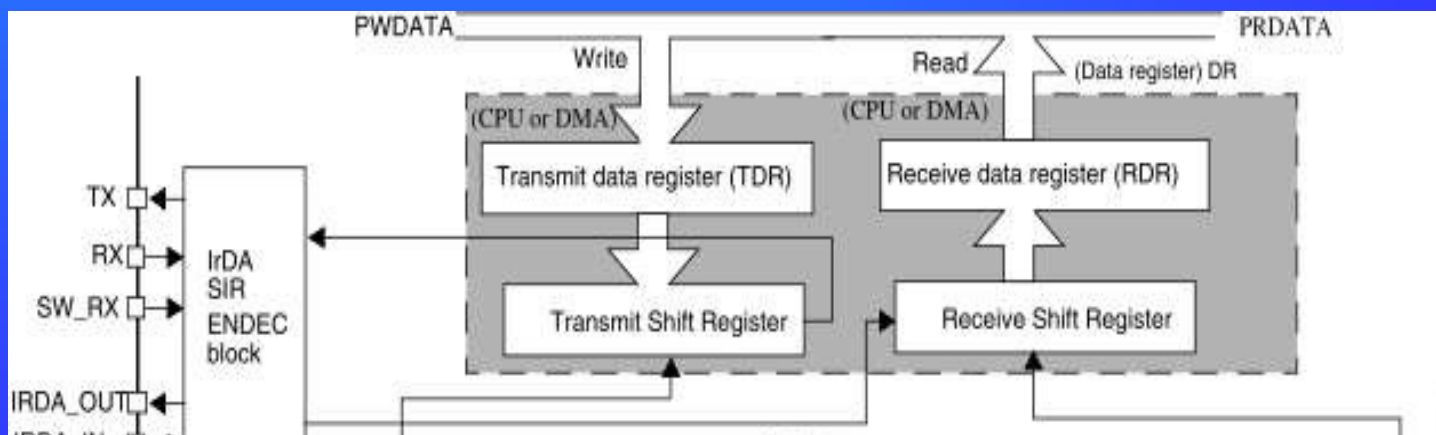 PWDATA
PRDATA
Write
Read
(Data register) DR
(CPU or DMA)
(CPU or DMA)
Transmit data register (TDR)
Receive data register (RDR)
TX
RX
IrDA
SIR
ENDEC
block
SW_RX
Transmit Shift Register
Receive Shift Register
IRDA_OUT